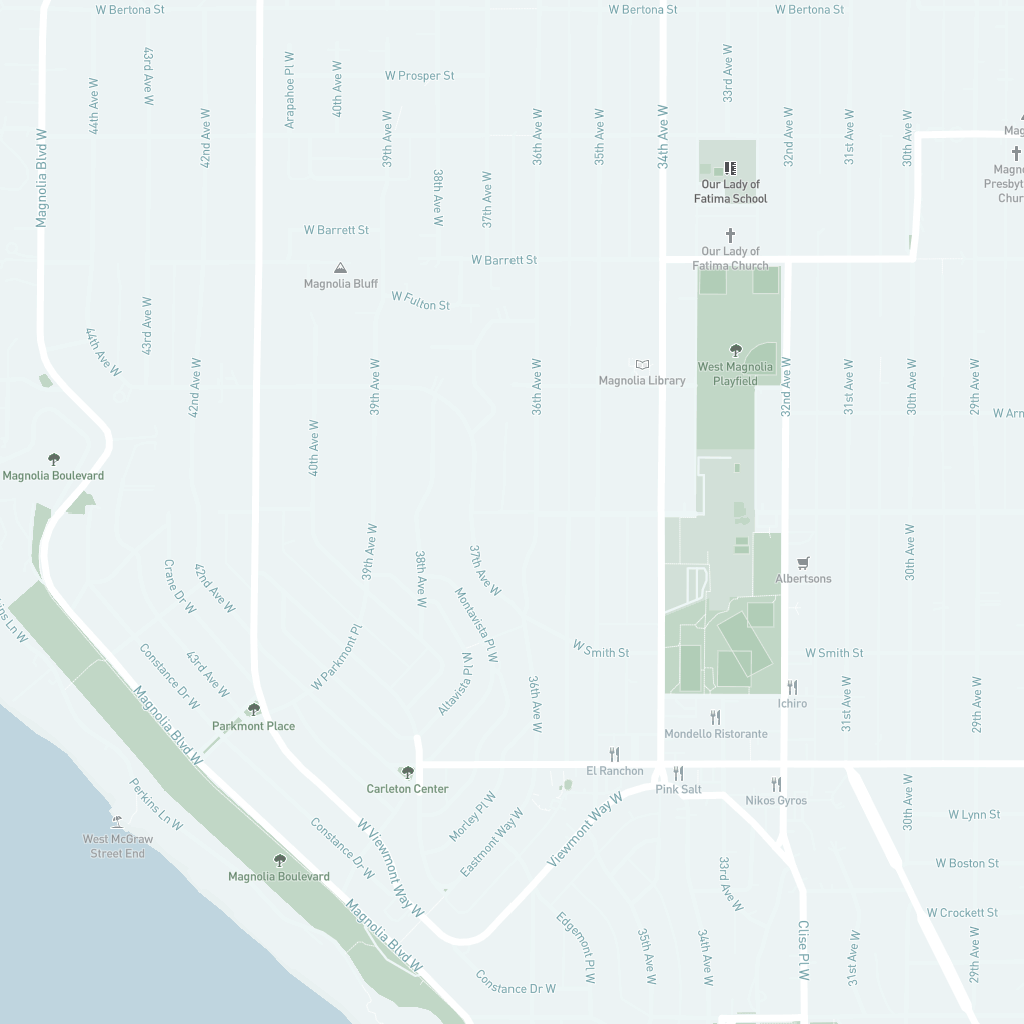 W Bertona St
W Bertona St
W Bertona St
43rd Ave W
44th Ave W
42nd Ave W
Arapahoe Pl W
40th Ave W
W Prosper St
39th Ave W
36th Ave W
35th Ave W
34th Ave W
33rd Ave W
32nd Ave W
31st Ave W
30th Ave W
Magnolia Blvd W
38th Ave W
37th Ave W
Our Lady of
Fatima School
Our Lady of
Fatima Church
W Barrett St
W Barrett St
Magnolia Bluff
W Fulton St
44th Ave W
43rd Ave W
42nd Ave W
39th Ave W
40th Ave W
36th Ave W
Magnolia Library
West Magnolia
Playfield
32nd Ave W
31st Ave W
30th Ave W
29th Ave W
Magnolia Boulevard
39th Ave W
38th Ave W
37th Ave W
30th Ave W
Albertsons
Crane Dr W
42nd Ave W
Montavista Pl W
W Parkmont Pl
Altavista Pl W
36th Ave W
W Smith St
W Smith St
Constance Dr W
43rd Ave W
Magnolia Blvd W
Parkmont Place
Ichiro
31st Ave W
29th Ave W
Mondello Ristorante
El Ranchon
Pink Salt
Nikos Gyros
Carleton Center
Perkins Ln W
West McGraw
Street End
Morley Pl W
Eastmont Way W
Viewmont Way W
W Viewmont Way W
Constance Dr W
Magnolia Boulevard
Magnolia Blvd W
30th Ave W
W Lynn St
W Boston St
W Crockett St
33rd Ave W
Edgemont Pl W
35th Ave W
34th Ave W
Clise Pl W
31st Ave W
29th Ave W
Constance Dr W